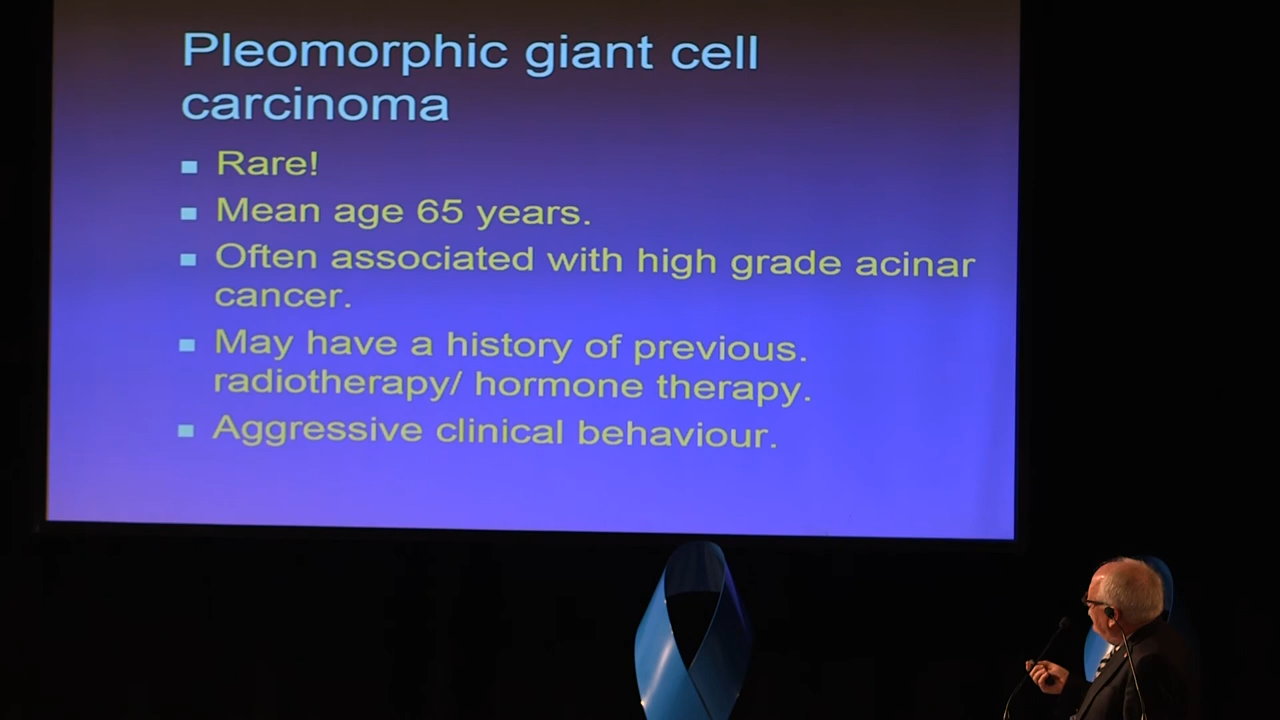 Pleomorphic giant cell
carcinoma
Rare!
Mean age 65 years.
Often associated with high grade acinar
cancer.
May have a history of previous.
radiotherapy/ hormone therapy.
Aggressive clinical behaviour.